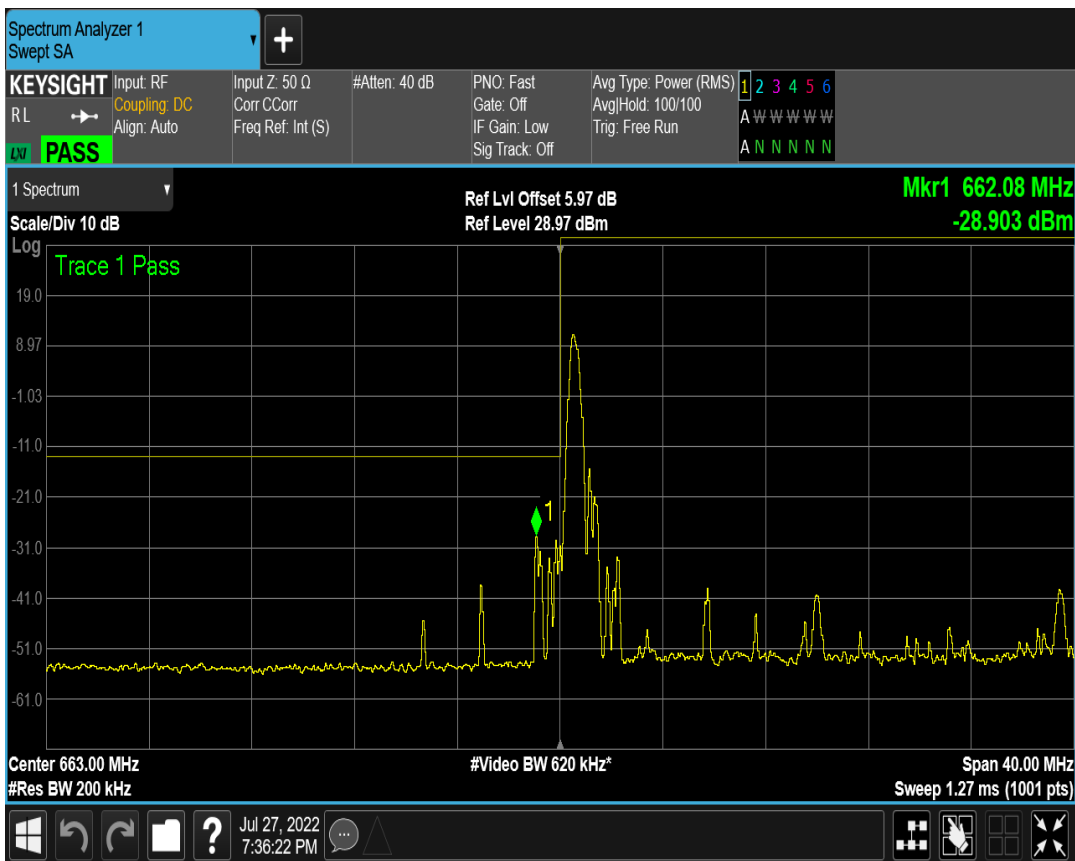 Spectrum Analyzer 1
Swept SA
+
KEYSIGHT
Input: RF
Coupling: DC
Align: Auto
Input Z: 50 Ω
Corr CCorr
Freq Ref: Int (S)
#Atten: 40 dB
PNO: Fast
Gate: Off
IF Gain: Low
Sig Track: Off
Avg Type: Power (RMS)
Avg|Hold: 100/100
Trig: Free Run
1 2 3 4 5 6
A W W W W W
A N N N N N
R L
LXI
PASS
1 Spectrum
Scale/Div 10 dB
Ref Lvl Offset 5.97 dB
Ref Level 28.97 dBm
Mkr1 662.08 MHz
-28.903 dBm
Log
Trace 1 Pass
19.0
8.97
-1.03
-11.0
-21.0
1
-31.0
-41.0
-51.0
-61.0
Center 663.00 MHz
#Res BW 200 kHz
#Video BW 620 kHz*
Span 40.00 MHz
Sweep 1.27 ms (1001 pts)
?
Jul 27, 2022
7:36:22 PM